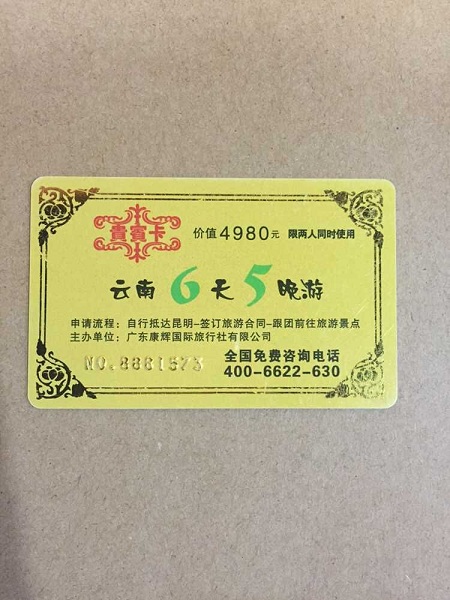 貴賓卡 价值4980元 限两人同时使用
云南6天5晚游
申请流程：自行抵达昆明-签订旅游合同-跟团前往旅游景点
主办单位：广东康辉国际旅行社有限公司
全国免费咨询电话
NO.8881573 400-6622-630